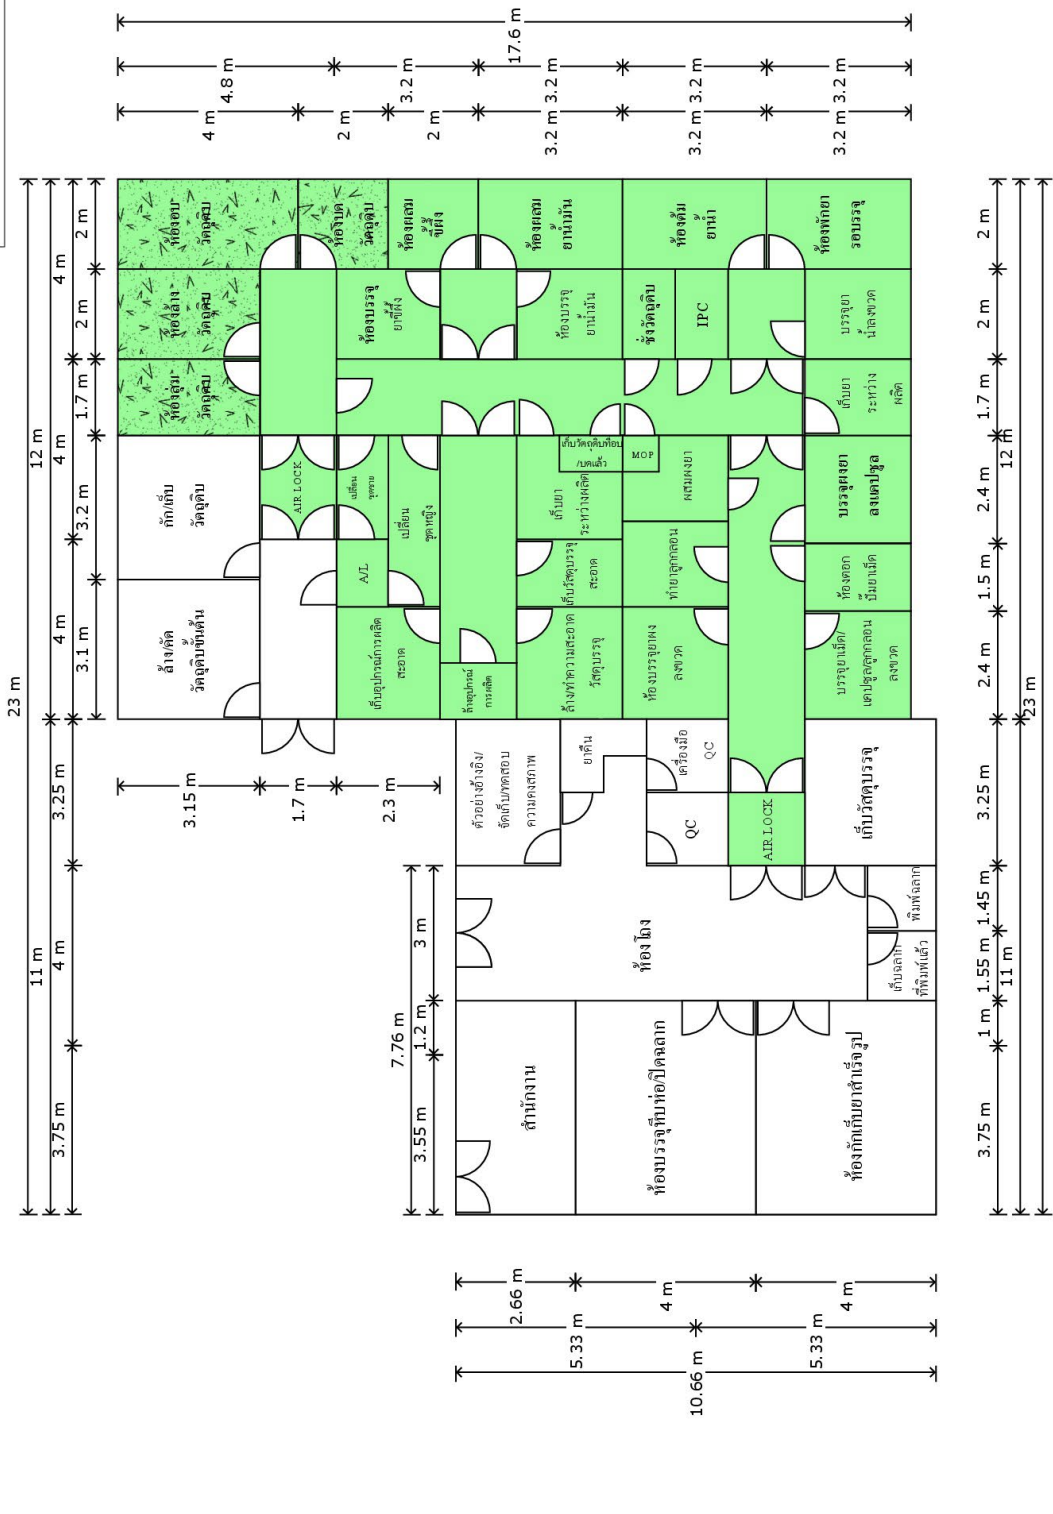 17.6 m
4.8 m
3.2 m
3.2 m
3.2 m
3.2 m
4 m
2 m
2 m
3.2 m
3.2 m
3.2 m
23 m
12 m
11 m
4 m
4 m
4 m
3.25 m
4 m
3.75 m
2 m
2 m
1.7 m
3.2 m
3.1 m
ห้องอบ
วัตถุดิบ
ห้องบด
วัตถุดิบ
ห้องผสม
ขี้ผึ้ง
ห้องผสม
ยาน้ำมัน
ห้องต้ม
ยาน้ำ
ห้องพักยา
รอบรรจุ
ห้องล้าง
วัตถุดิบ
ห้องบรรจุ
ยาขี้ผึ้ง
ห้องบรรจุ
ยาน้ำมัน
ชั่งวัตถุดิบ
IPC
บรรจุยา
น้ำลงขวด
ห้องสุ่ม
วัตถุดิบ
เก็บยา
ระหว่าง
ผลิต
กัก/เก็บ
วัตถุดิบ
AIR LOCK
เปลี่ยน
ชุดชาย
เปลี่ยน
ชุดหญิง
เก็บวัตถุดิบที่อบ
/บดแล้ว
MOP
เก็บยา
ระหว่างผลิต
ผสมผงยา
บรรจุผงยา
ลงแคปซูล
ล้าง/คัด
วัตถุดิบขั้นต้น
A/L
เก็บวัสดุบรรจุ
สะอาด
ทำยาลูกกลอน
ห้องตอก
ปั๊มยาเม็ด
เก็บอุปกรณ์การผลิต
สะอาด
ล้างอุปกรณ์
การผลิต
ล้าง/ทำความสะอาด
วัสดุบรรจุ
ห้องบรรจุยาผง
ลงขวด
บรรจุยาเม็ด/
แคปซูล/ลูกกลอน
ลงขวด
3.15 m
1.7 m
2.3 m
ตัวอย่างอ้างอิง/
จัดเก็บ/ทดสอบ
ความคงสภาพ
ยาคืน
เครื่องมือ
QC
QC
AIR LOCK
เก็บวัสดุบรรจุ
ห้องโถง
พิมพ์ฉลาก
เก็บฉลาก
ที่พิมพ์แล้ว
สำนักงาน
ห้องบรรจุหีบห่อ/ปิดฉลาก
ห้องกักเก็บยาสำเร็จรูป
7.76 m
3 m
1.2 m
3.55 m
2 m
2 m
1.7 m
2.4 m
1.5 m
2.4 m
3.25 m
1.45 m
1.55 m
1 m
3.75 m
12 m
11 m
23 m
2.66 m
4 m
4 m
5.33 m
5.33 m
10.66 m